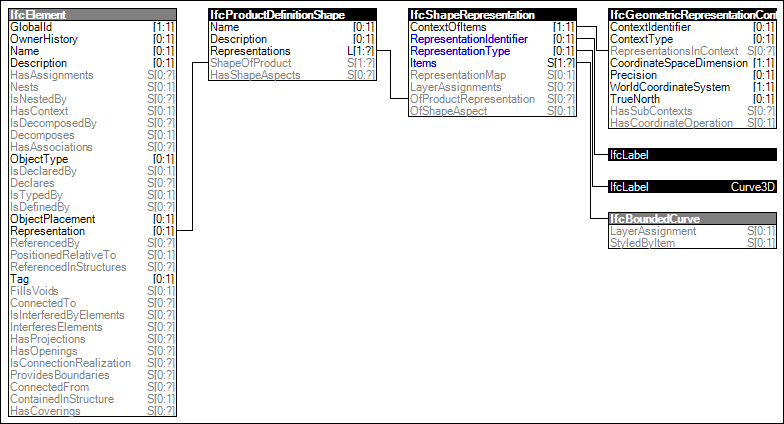 IfcElement
GlobalId [1:1]
OwnerHistory [0:1]
Name [0:1]
Description [0:1]
HasAssignments S[0:?]
Nests S[0:1]
IsNestedBy S[0:?]
HasContext S[0:1]
IsDecomposedBy S[0:?]
Decomposes S[0:1]
HasAssociations S[0:?]
ObjectType [0:1]
IsDeclaredBy S[0:1]
Declares S[0:?]
IsTypedBy S[0:1]
IsDefinedBy S[0:?]
ObjectPlacement [0:1]
Representation [0:1]
ReferencedBy S[0:?]
PositionedRelativeTo S[0:1]
ReferencedInStructures S[0:?]
Tag [0:1]
FillsVoids S[0:1]
ConnectedTo S[0:?]
IsInterferedByElements S[0:?]
InterferesElements S[0:?]
HasProjections S[0:?]
HasOpenings S[0:?]
IsConnectionRealization S[0:?]
ProvidesBoundaries S[0:?]
ConnectedFrom S[0:?]
ContainedInStructure S[0:1]
HasCoverings S[0:?]
IfcProductDefinitionShape
Name [0:1]
Description [0:1]
Representations L[1:?]
ShapeOfProduct S[1:?]
HasShapeAspects S[0:?]
IfcShapeRepresentation
ContextOfItems [1:1]
RepresentationIdentifier [0:1]
RepresentationType [0:1]
Items S[1:?]
RepresentationMap S[0:1]
LayerAssignments S[0:?]
OfProductRepresentation S[0:?]
OfShapeAspect S[0:1]
IfcGeometricRepresentationCon
ContextIdentifier [0:1]
ContextType [0:1]
RepresentationsInContext S[0:?]
CoordinateSpaceDimension [1:1]
Precision [0:1]
WorldCoordinateSystem [1:1]
TrueNorth [0:1]
HasSubContexts S[0:?]
HasCoordinateOperation S[0:1]
IfcLabel
IfcLabel Curve3D
IfcBoundedCurve
LayerAssignment S[0:1]
StyledByItem S[0:1]